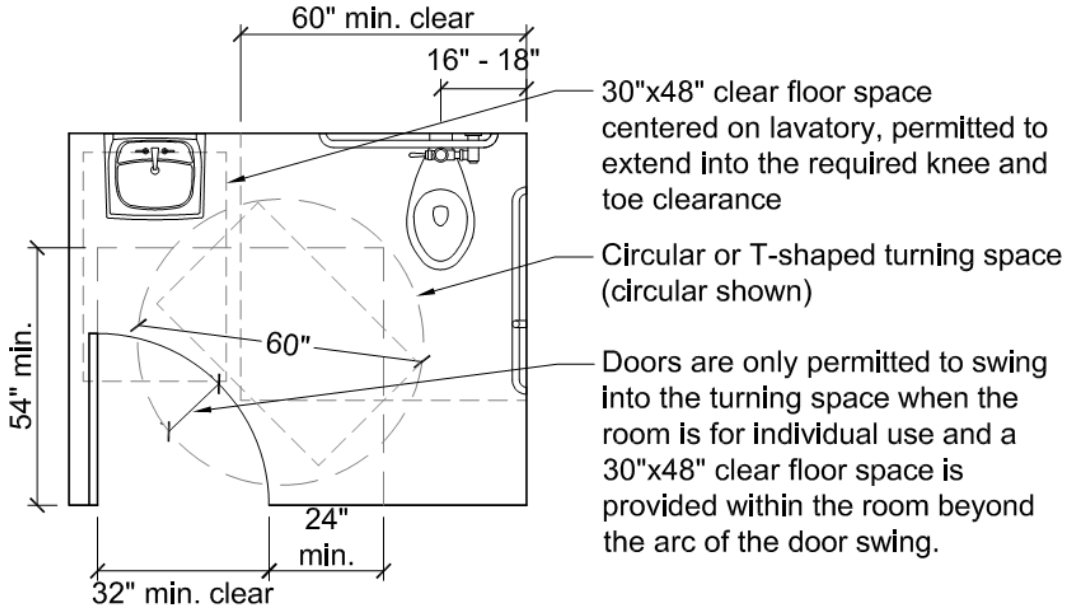 60" min. clear
16" - 18"
30"x48" clear floor space
centered on lavatory, permitted to
extend into the required knee and
toe clearance
Circular or T-shaped turning space
(circular shown)
60"
54" min.
Doors are only permitted to swing
into the turning space when the
room is for individual use and a
30"x48" clear floor space is
provided within the room beyond
the arc of the door swing.
24"
min.
32" min. clear